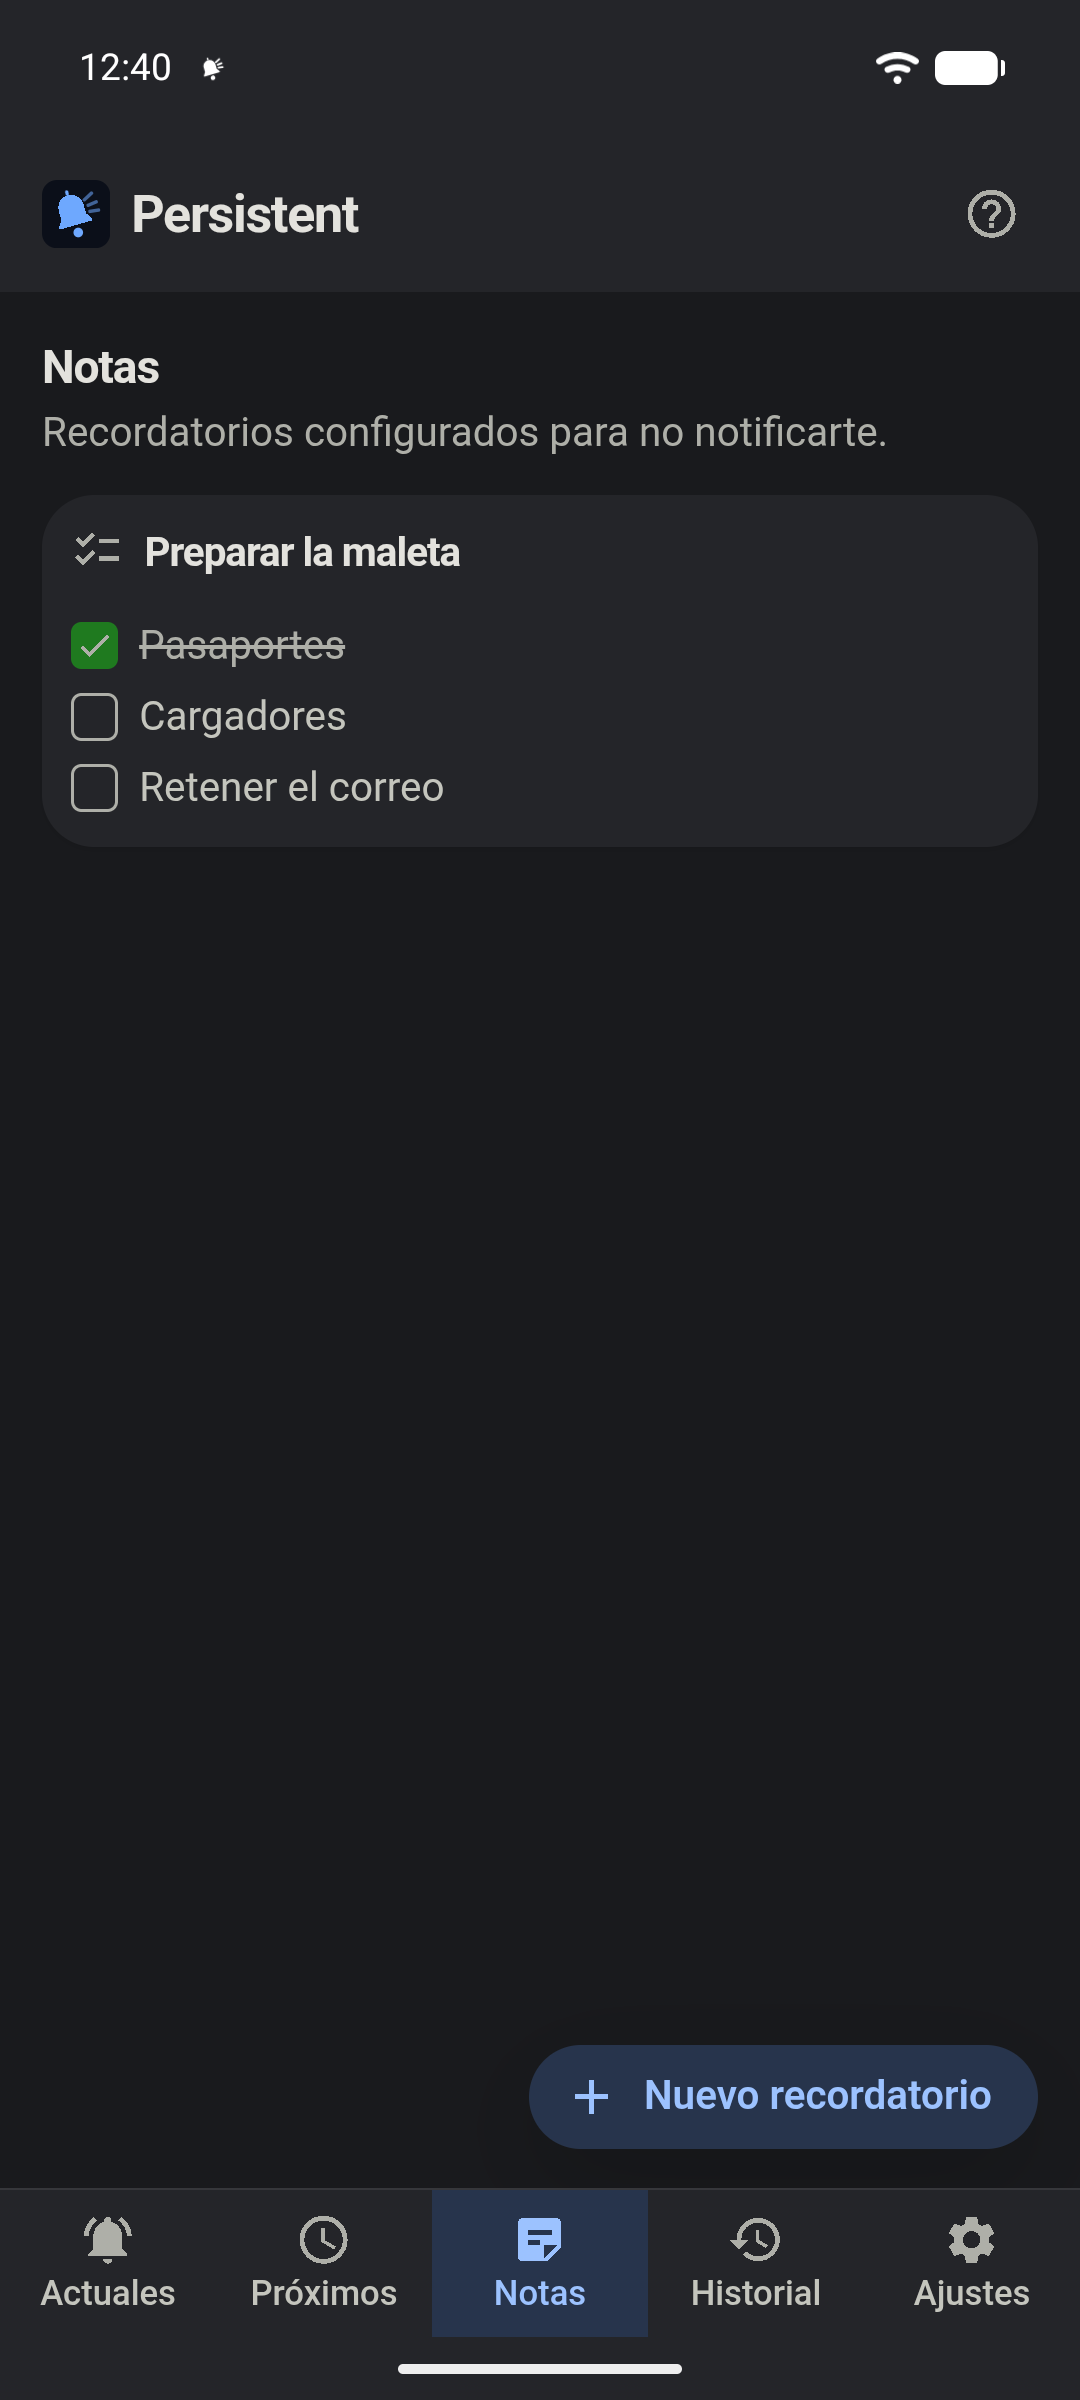 12:40
Persistent
Notas
Recordatorios configurados para no notificarte.
Preparar la maleta
Pasaportes
Cargadores
Retener el correo
Nuevo recordatorio
Actuales
Próximos
Notas
Historial
Ajustes